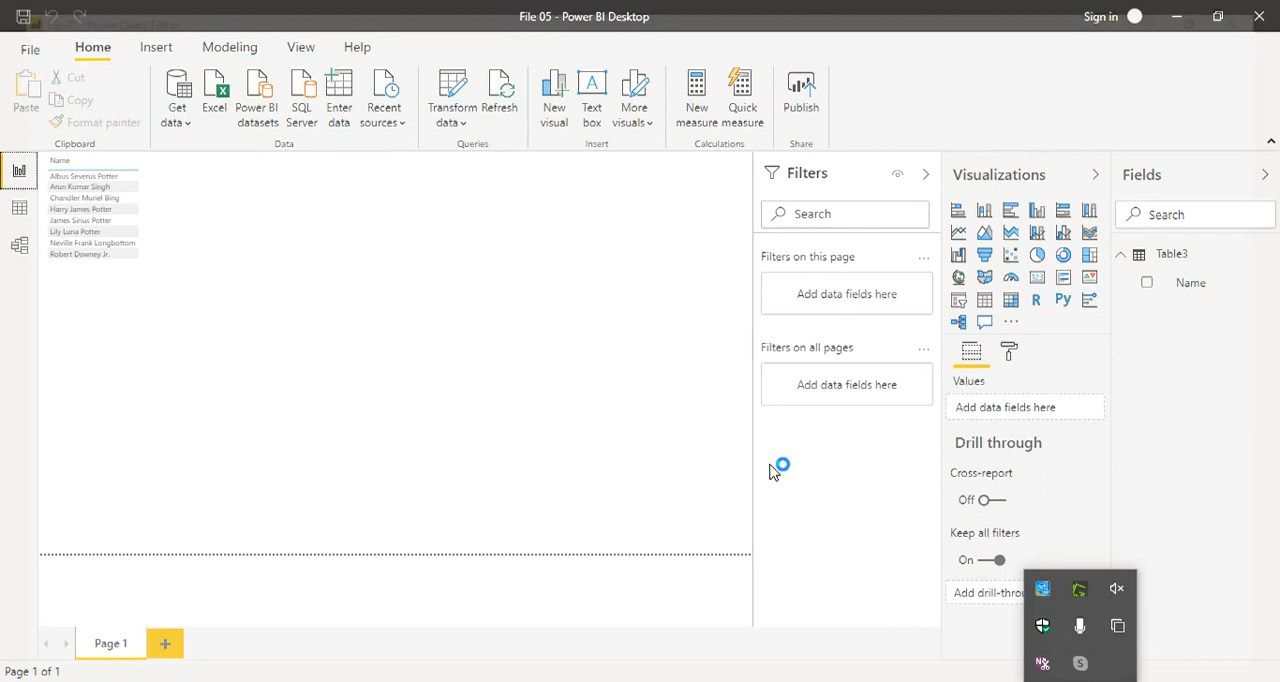 File 05 - Power BI Desktop
Sign in
File
Home
Insert
Modeling
View
Help
Paste
Cut
Copy
Format painter
Clipboard
Get data
Excel
Power BI datasets
SQL Server
Enter data
Recent sources
Data
Transform data
Refresh
Queries
New visual
Text box
More visuals
Insert
New measure
Quick measure
Calculations
Publish
Share
Name
Albus Severus Potter
Arun Kumar Singh
Chandler Muriel Bing
Harry James Potter
James Sirius Potter
Lily Luna Potter
Neville Frank Longbottom
Robert Downey Jr.
Filters
Search
Filters on this page
Add data fields here
Filters on all pages
Add data fields here
Visualizations
R
Py
Values
Add data fields here
Drill through
Cross-report
Off
Keep all filters
On
Add drill-throu
Fields
Search
Table3
Name
Page 1
Page 1 of 1